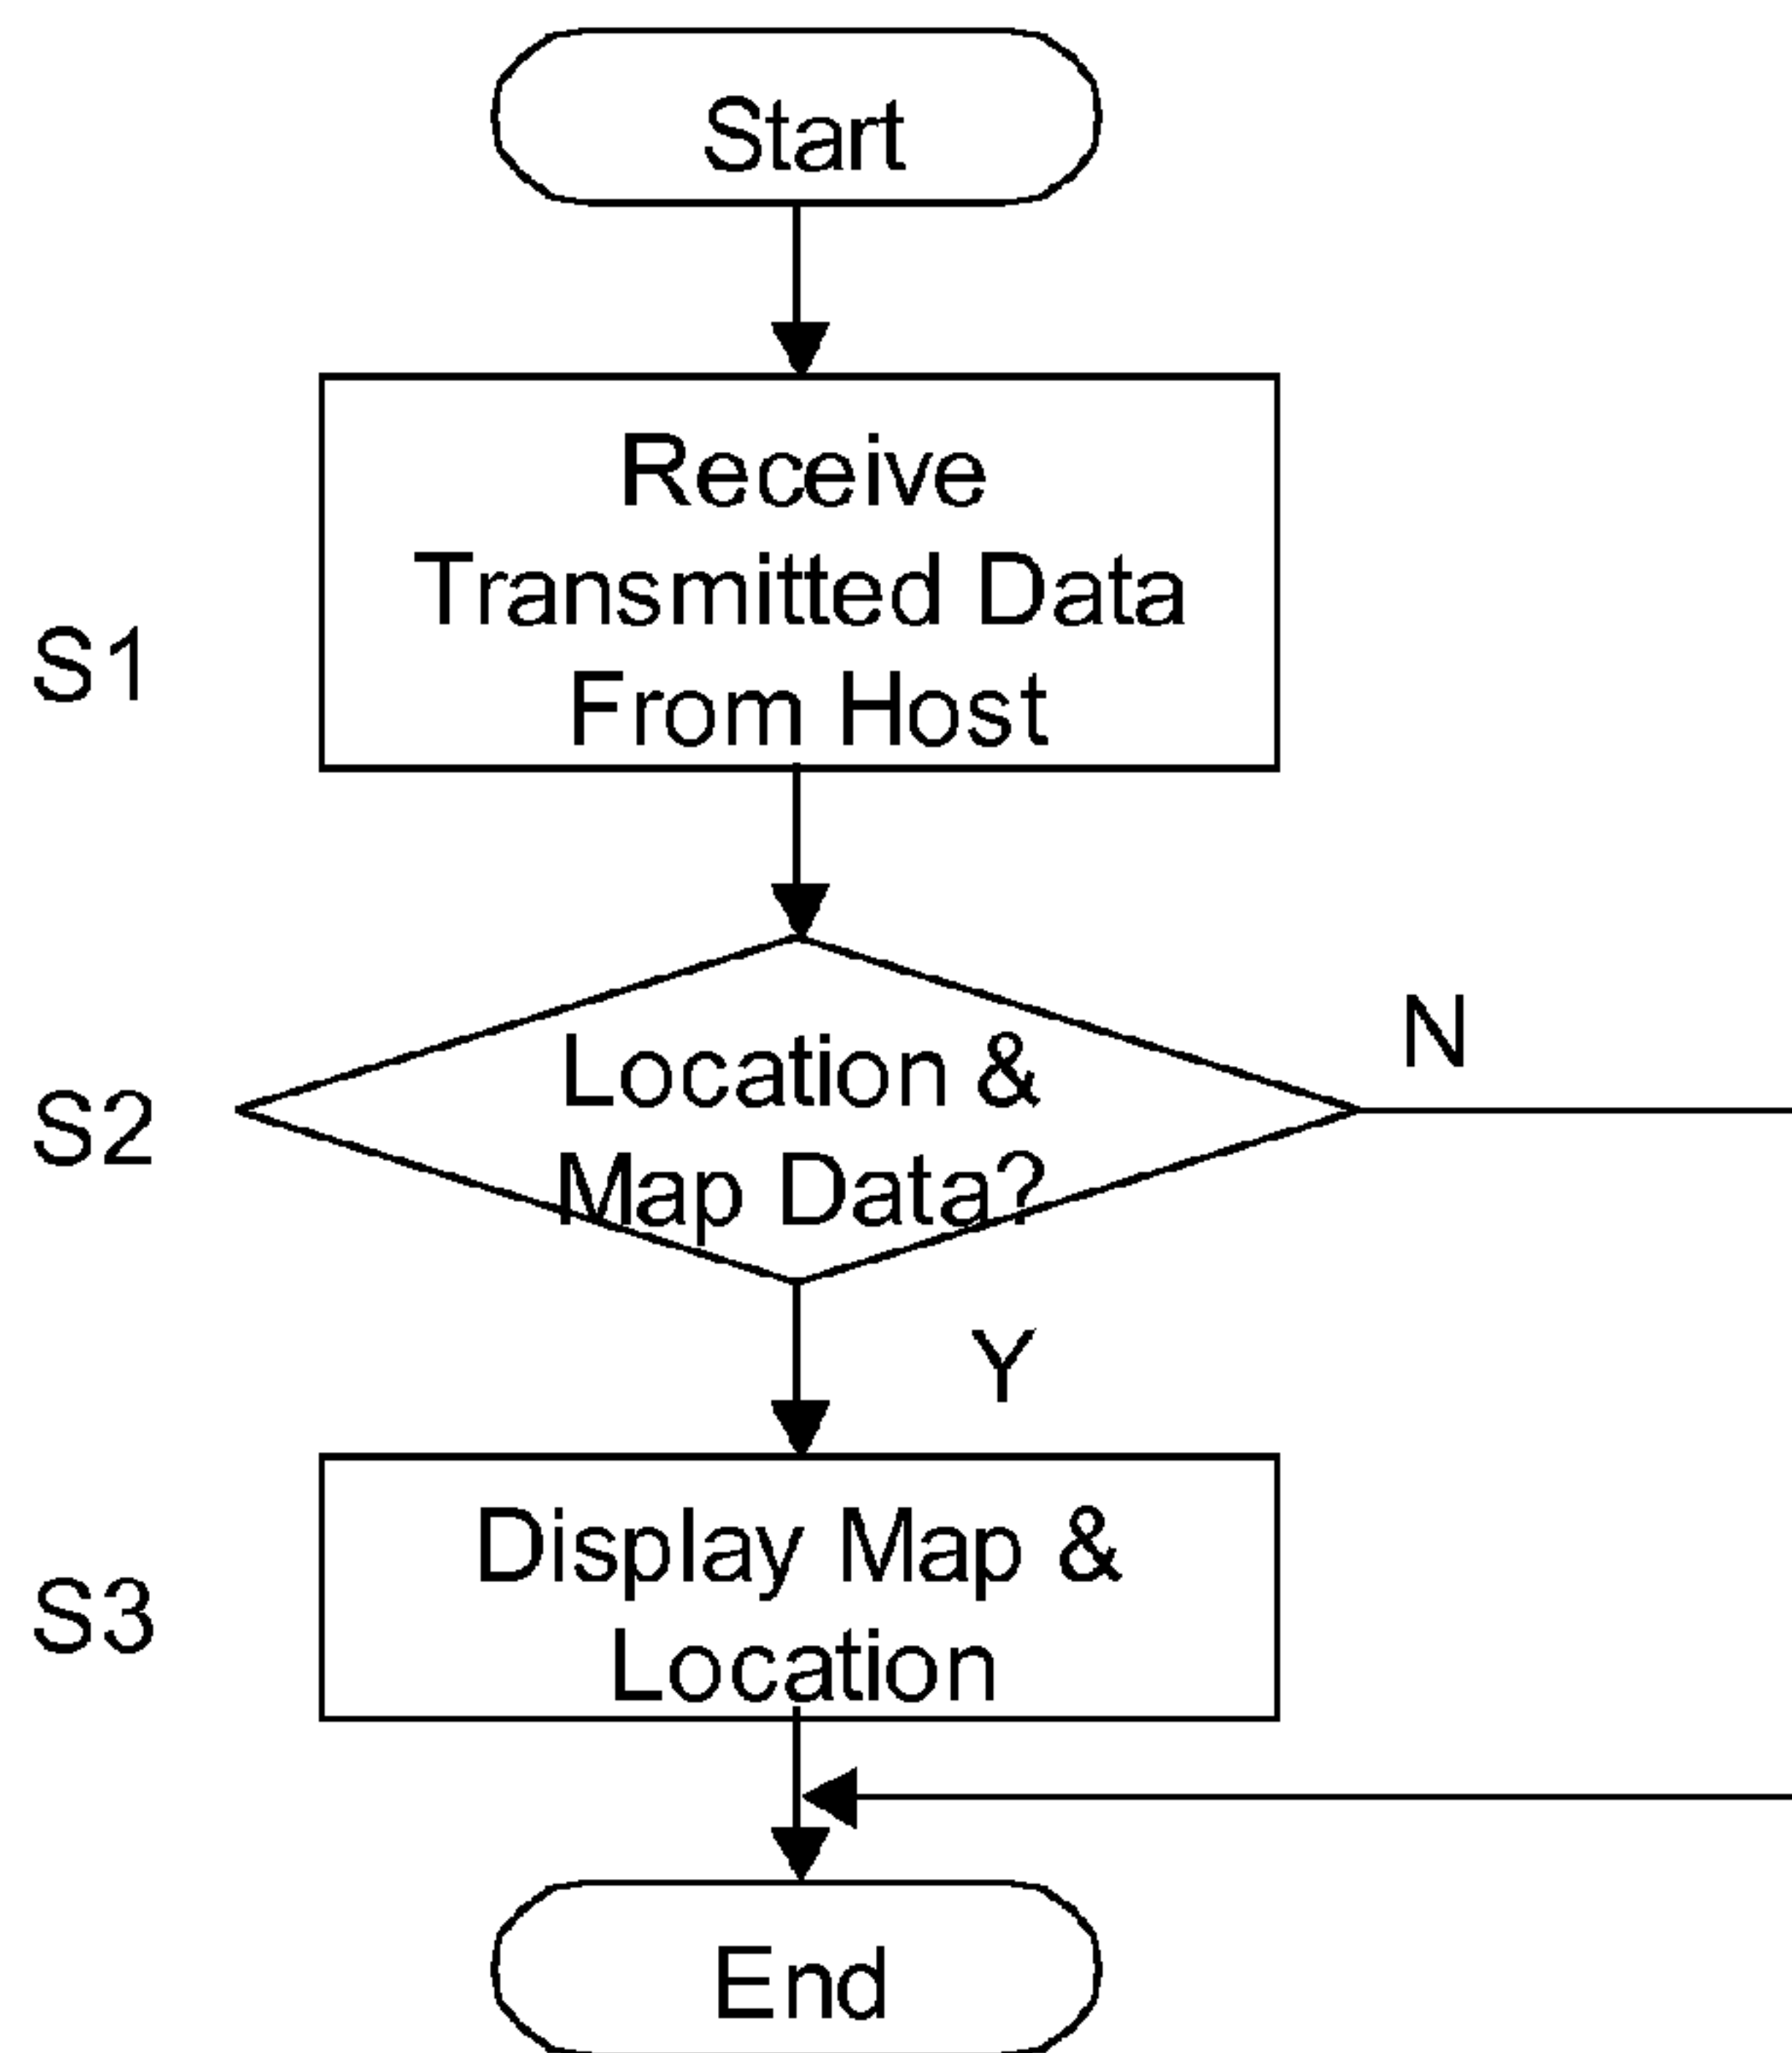 Start
Receive
Transmitted Data
From Host
S1
Location &
Map Data?
N
S2
Y
Display Map &
Location
S3
End